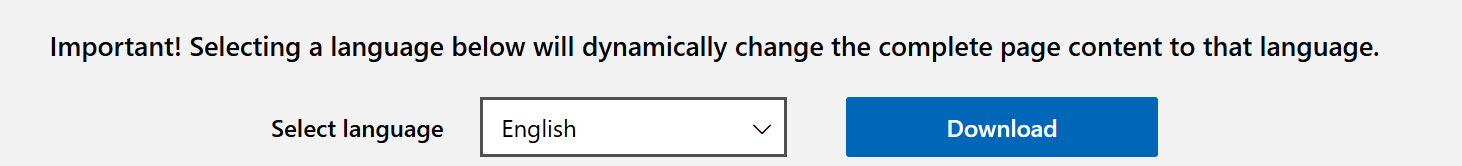 Important! Selecting a language below will dynamically change the complete page content to that language.
Select language English Download